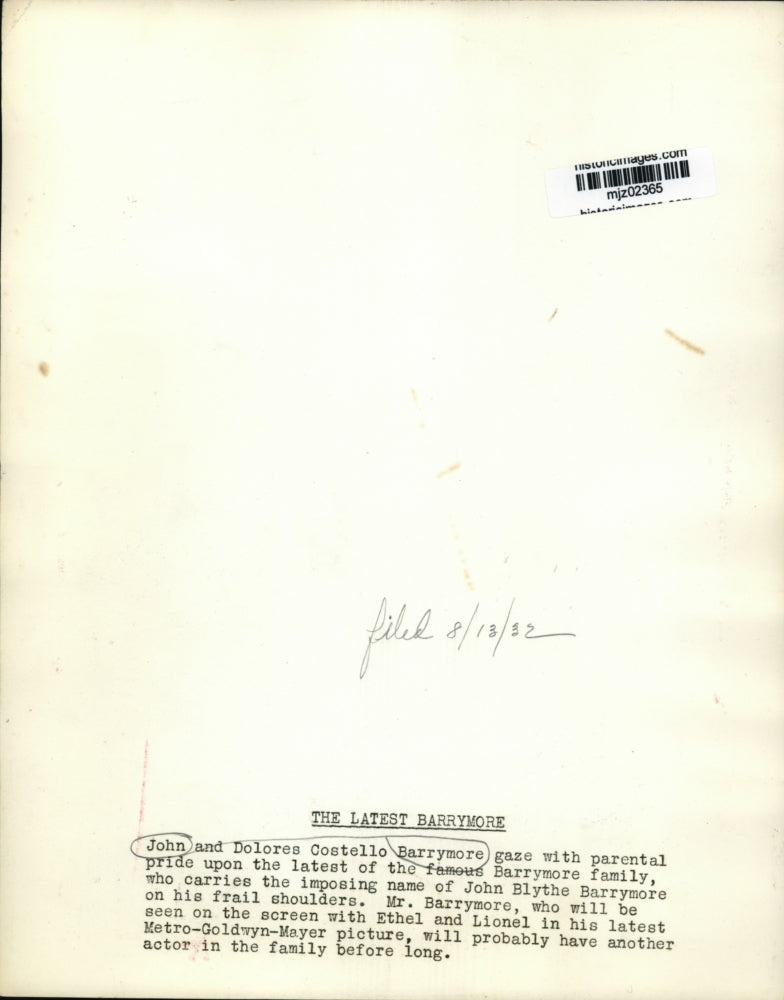 historicimages.com
mjz02365
filed 8/13/32
THE LATEST BARRYMORE
John and Dolores Costello Barrymore gaze with parental
pride upon the latest of the famous Barrymore family,
who carries the imposing name of John Blythe Barrymore
on his frail shoulders. Mr. Barrymore, who will be
seen on the screen with Ethel and Lionel in his latest
Metro-Goldwyn-Mayer picture, will probably have another
actor in the family before long.